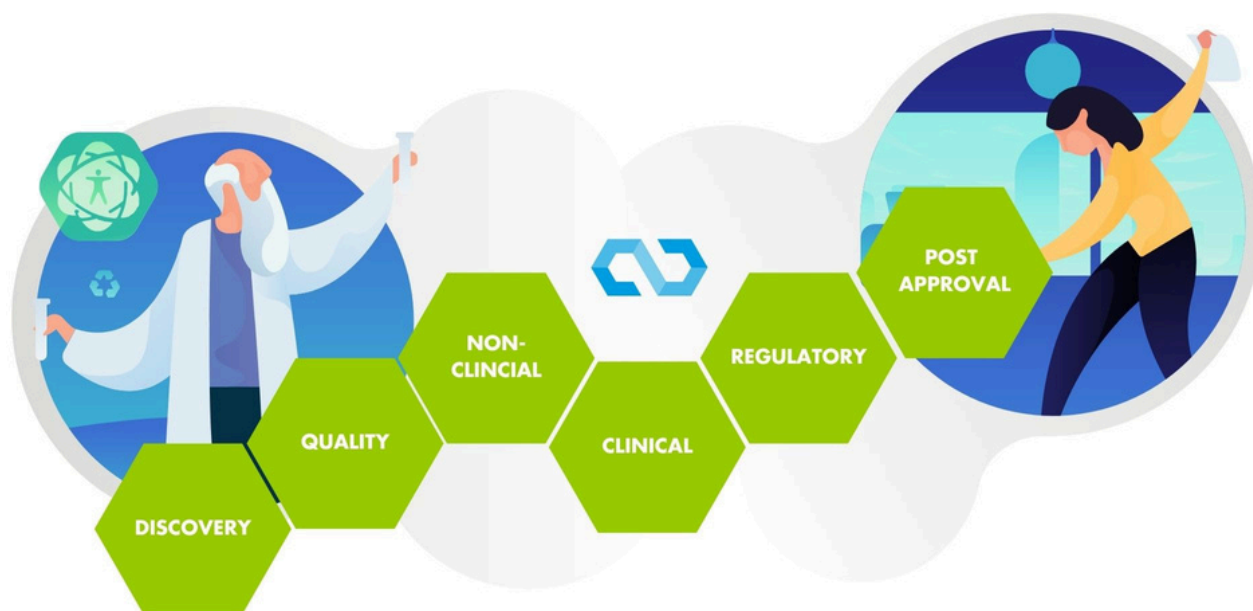 DISCOVERY
QUALITY
NON-
CLINCIAL
CLINICAL
REGULATORY
POST
APPROVAL